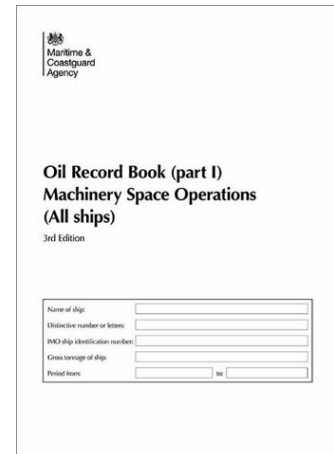 Maritime &
Coastguard
Agency
Oil Record Book (part I)
Machinery Space Operations
(All ships)
3rd Edition
Name of ship:
Distinctive number or letters:
IMO ship identification number:
Gross tonnage of ship:
Period from: to: